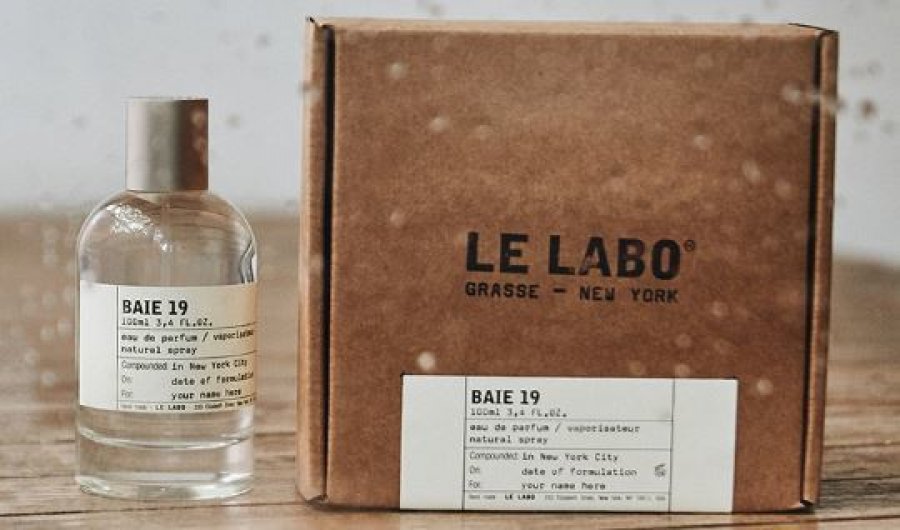 BAIE 19
100ml 3,4 fL.OZ.
eau de parfum / vaporisateur
natural spray
Compounded: in New York City
On: date of formulation
For: your name here
LE LABO
LE LABO®
GRASSE — NEW YORK
BAIE 19
100ml 3,4 fL.OZ.
eau de parfum / vaporisateur
natural spray
Compounded: in New York City
On: date of formulation
For: your name here
New York - LE LABO